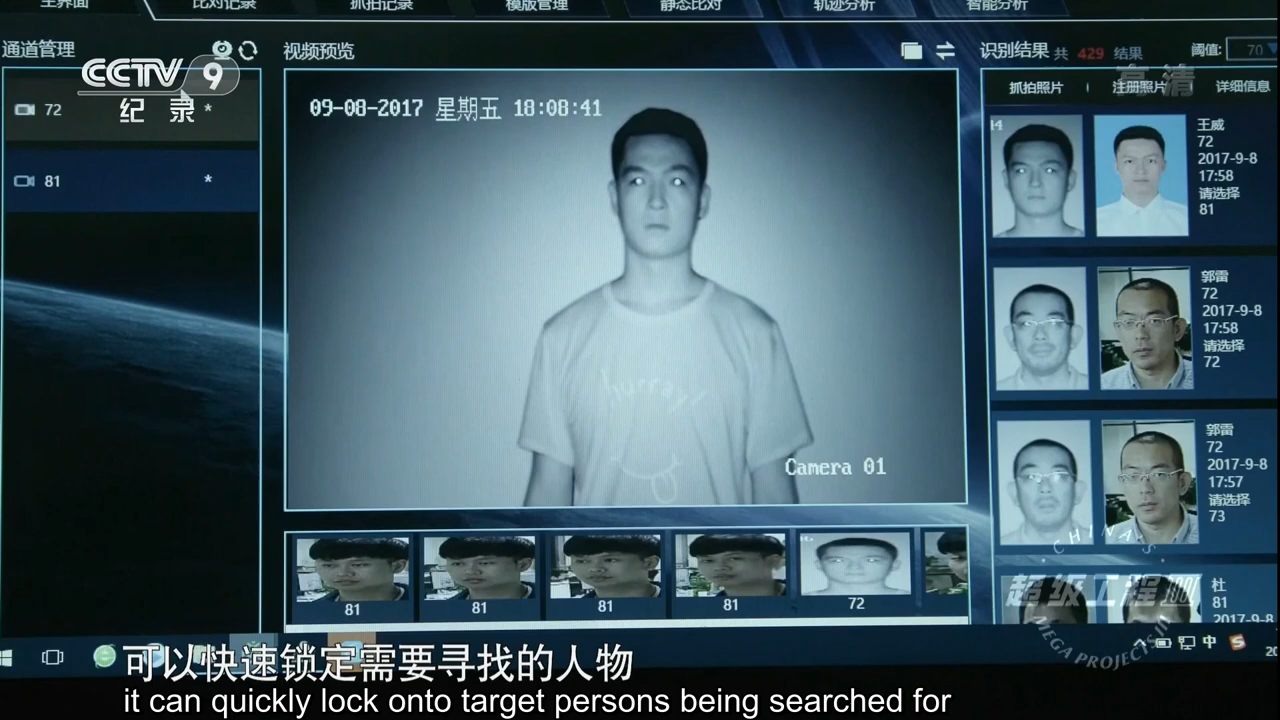 主界面
比对记录
抓拍记录
模版管理
静态比对
轨迹分析
智能分析
通道管理
CCTV 9
纪录
72 *
81 *
视频预览
09-08-2017 星期五 18:08:41
hurray!
Camera 01
81
81
81
81
72
识别结果 共 429 结果
阈值: 70
高清
抓拍照片
注册照片
详细信息
王威
72
2017-9-8
17:58
请选择
81
郭雷
72
2017-9-8
17:58
请选择
72
郭雷
72
2017-9-8
17:57
请选择
73
杜
81
2017-9-8
CHINA'S
超级工程
MEGA PROJECTS III
中
可以快速锁定需要寻找的人物
it can quickly lock onto target persons being searched for